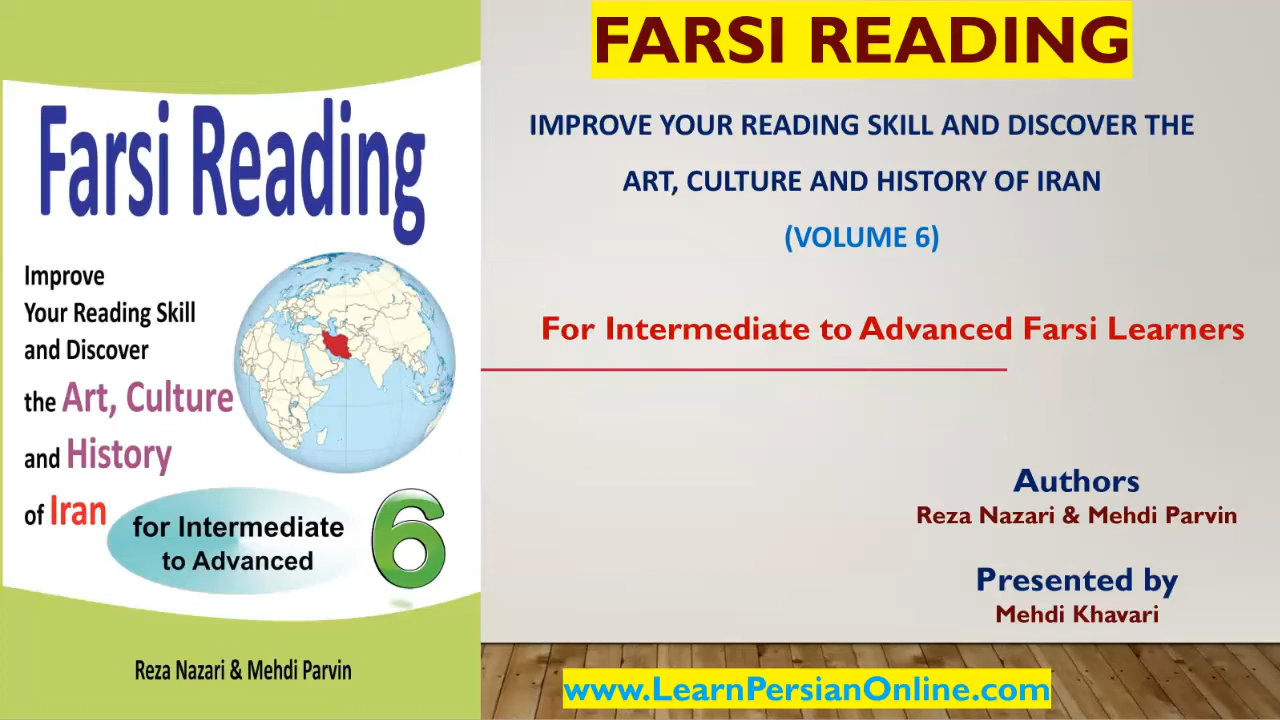 Farsi Reading
Improve
Your Reading Skill
and Discover
the Art, Culture
and History
of Iran
for Intermediate
to Advanced
6
Reza Nazari & Mehdi Parvin
FARSI READING
IMPROVE YOUR READING SKILL AND DISCOVER THE
ART, CULTURE AND HISTORY OF IRAN
(VOLUME 6)
For Intermediate to Advanced Farsi Learners
Authors
Reza Nazari & Mehdi Parvin
Presented by
Mehdi Khavari
www.LearnPersianOnline.com